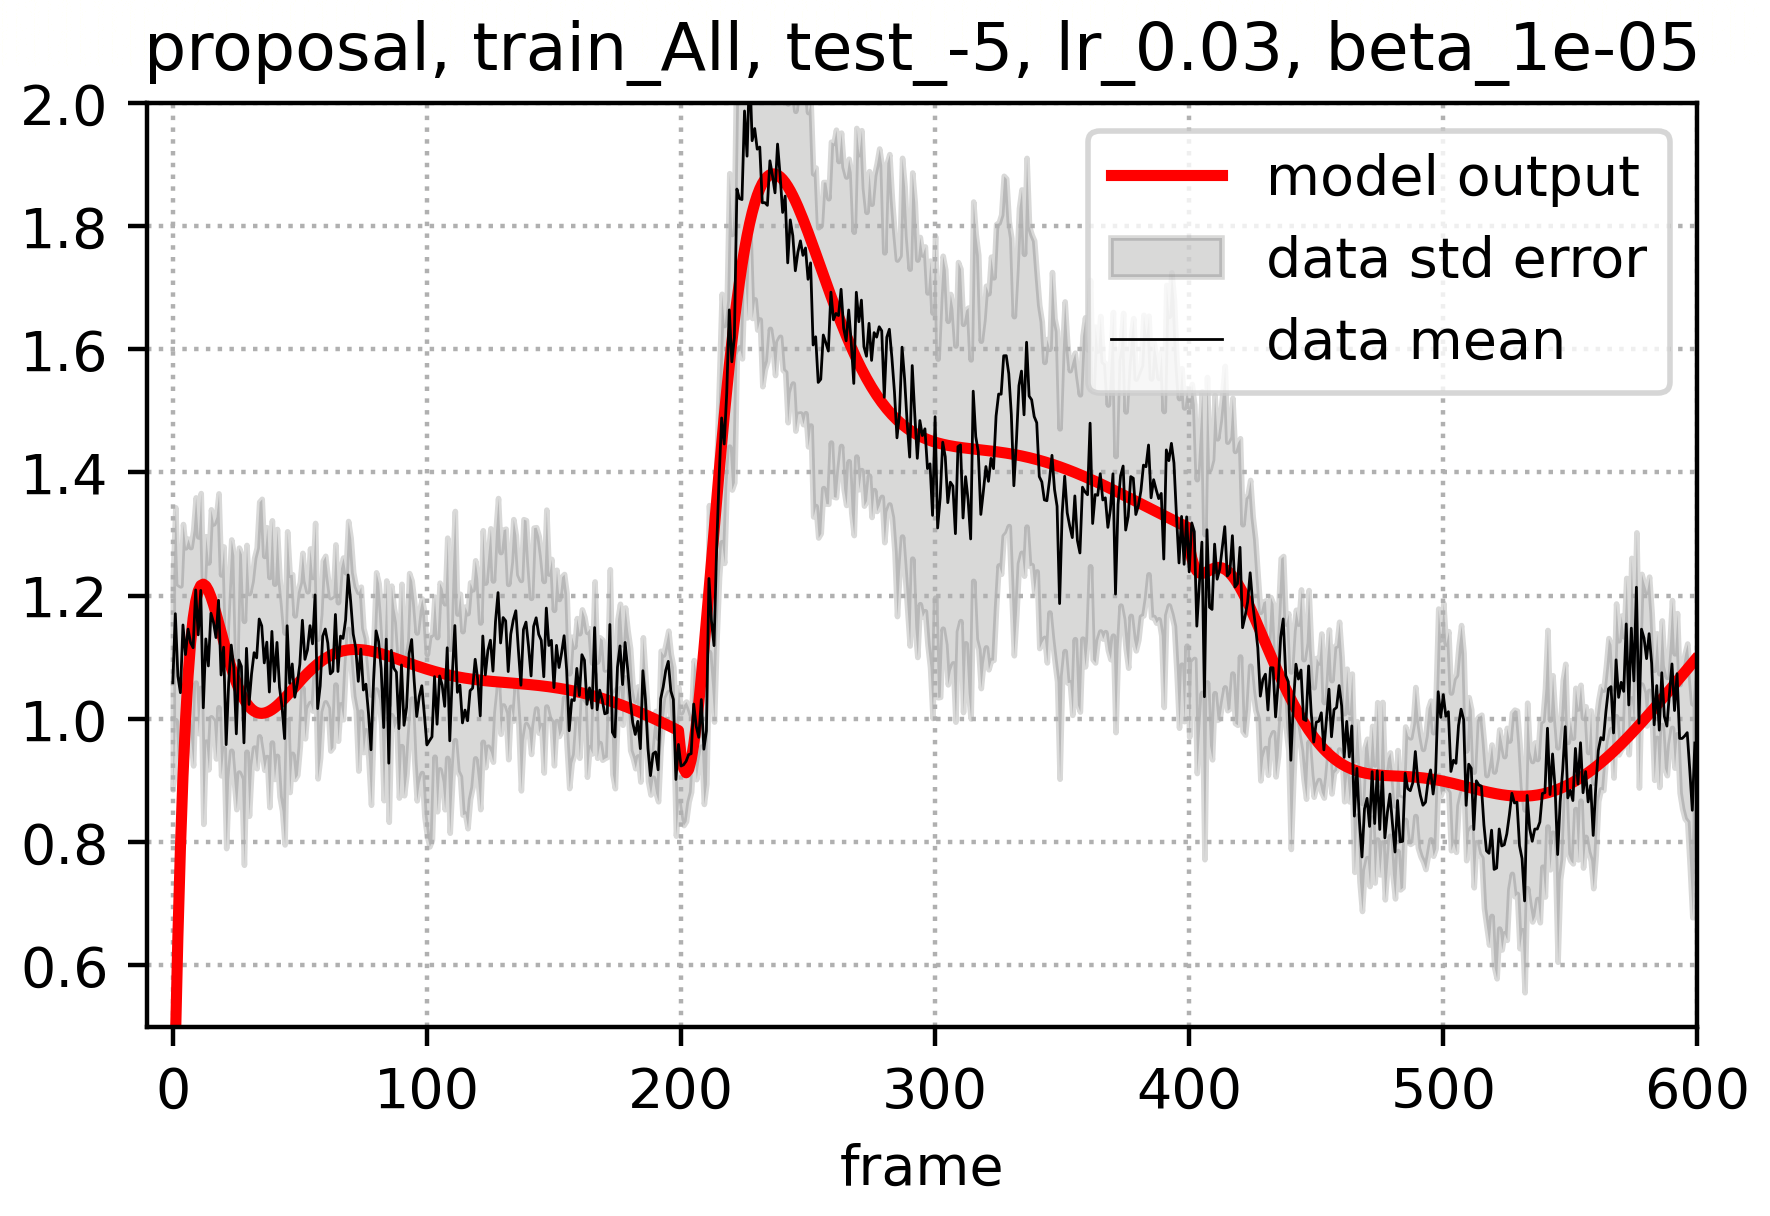 proposal, train_All, test_-5, lr_0.03, beta_1e-05
2.0
1.8
1.6
1.4
1.2
1.0
0.8
0.6
model output
data std error
data mean
0 100 200 300 400 500 600
frame